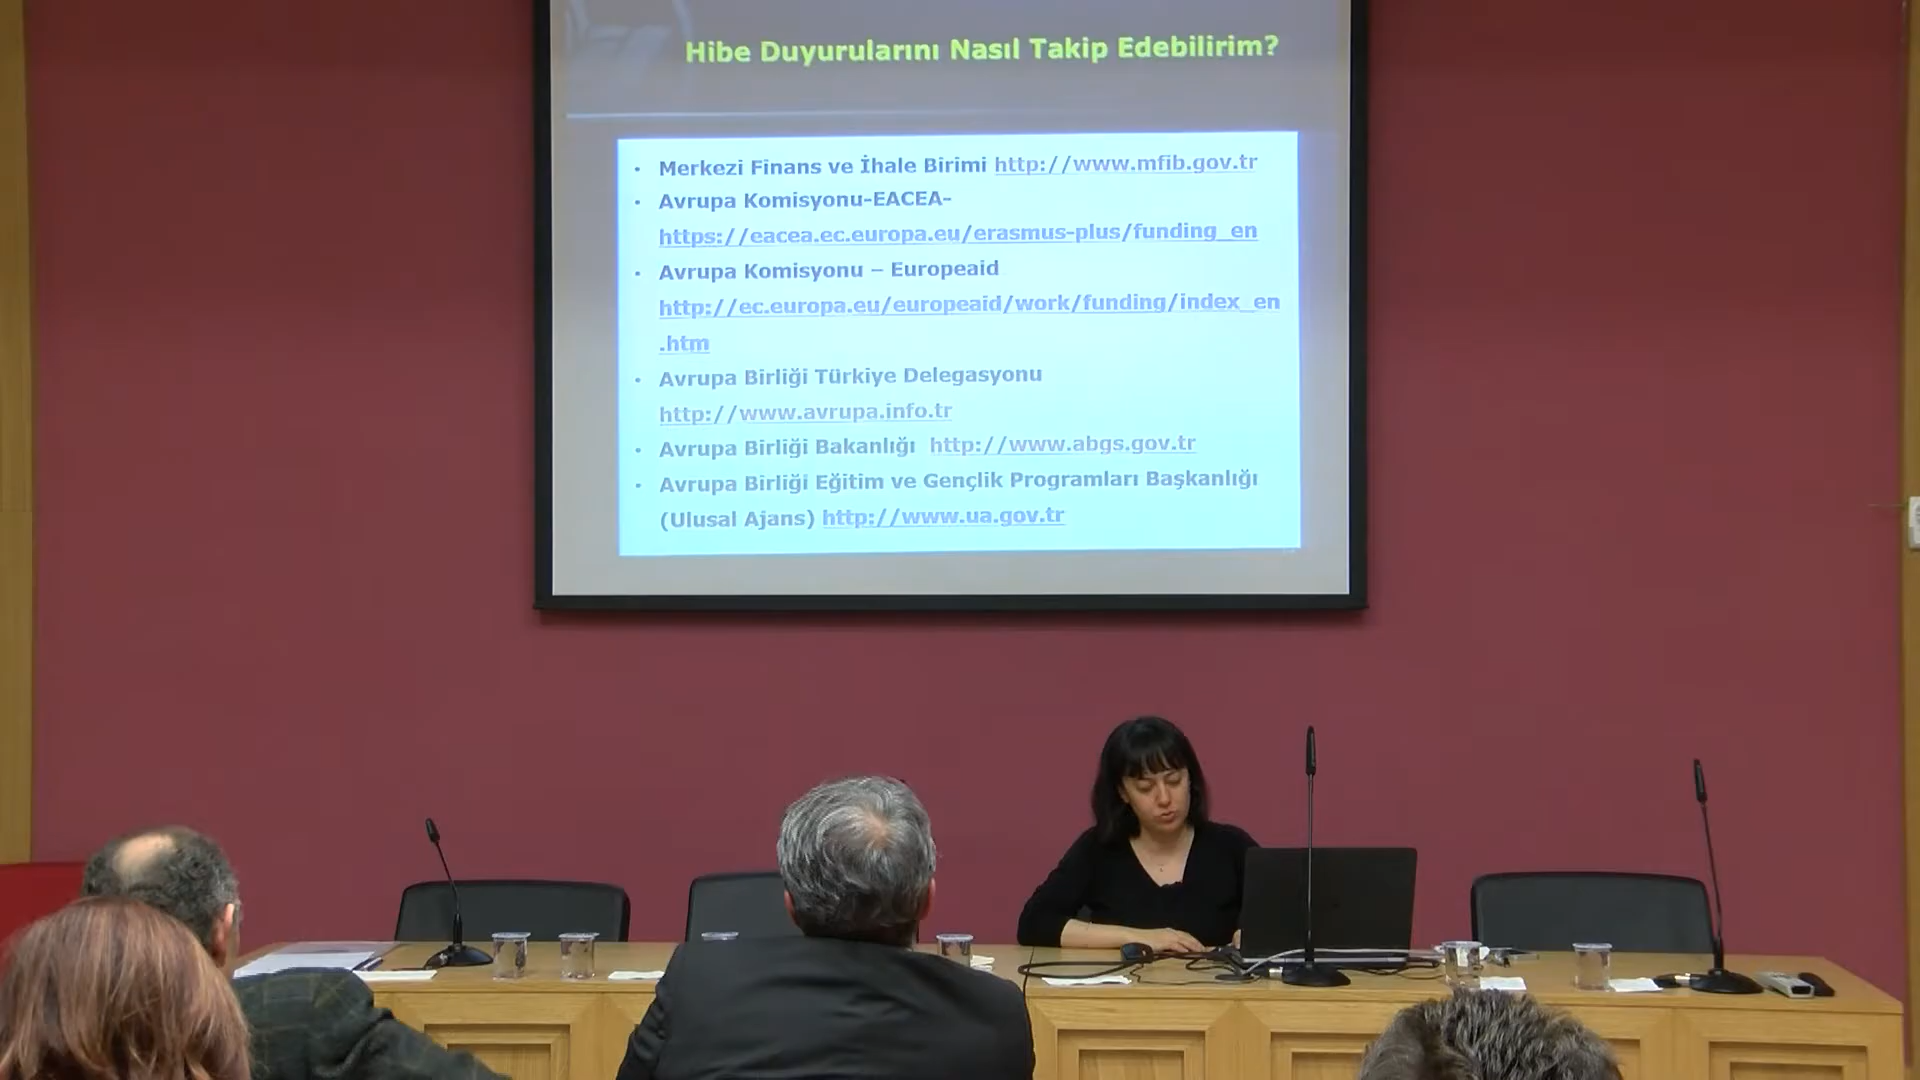 Hibe Duyurularını Nasıl Takip Edebilirim?
• Merkezi Finans ve İhale Birimi http://www.mfib.gov.tr
• Avrupa Komisyonu-EACEA-
https://eacea.ec.europa.eu/erasmus-plus/funding_en
• Avrupa Komisyonu – Europeaid
http://ec.europa.eu/europeaid/work/funding/index_en
.htm
• Avrupa Birliği Türkiye Delegasyonu
http://www.avrupa.info.tr
• Avrupa Birliği Bakanlığı http://www.abgs.gov.tr
• Avrupa Birliği Eğitim ve Gençlik Programları Başkanlığı
(Ulusal Ajans) http://www.ua.gov.tr